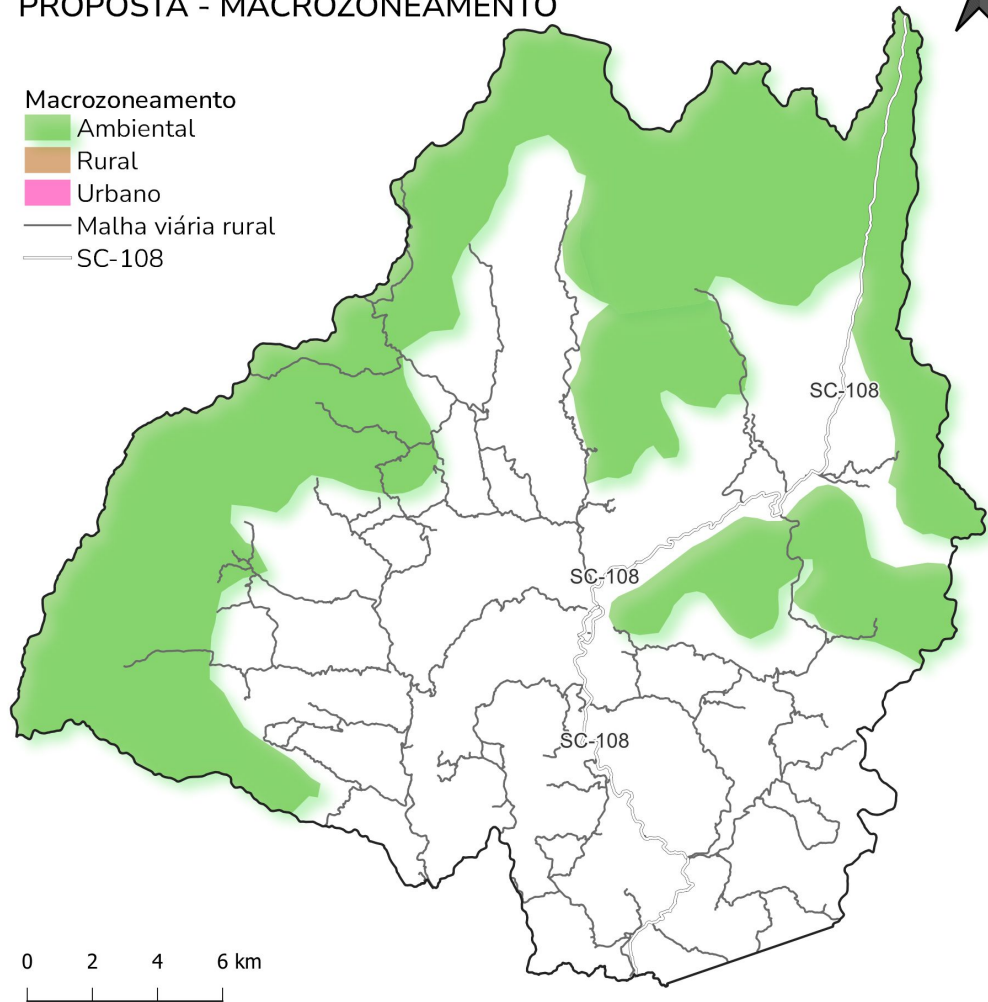 PROPOSTA - MACROZONEAMENTO
Macrozoneamento
Ambiental
Rural
Urbano
Malha viária rural
SC-108
SC-108
SC-108
SC-108
0 2 4 6 km